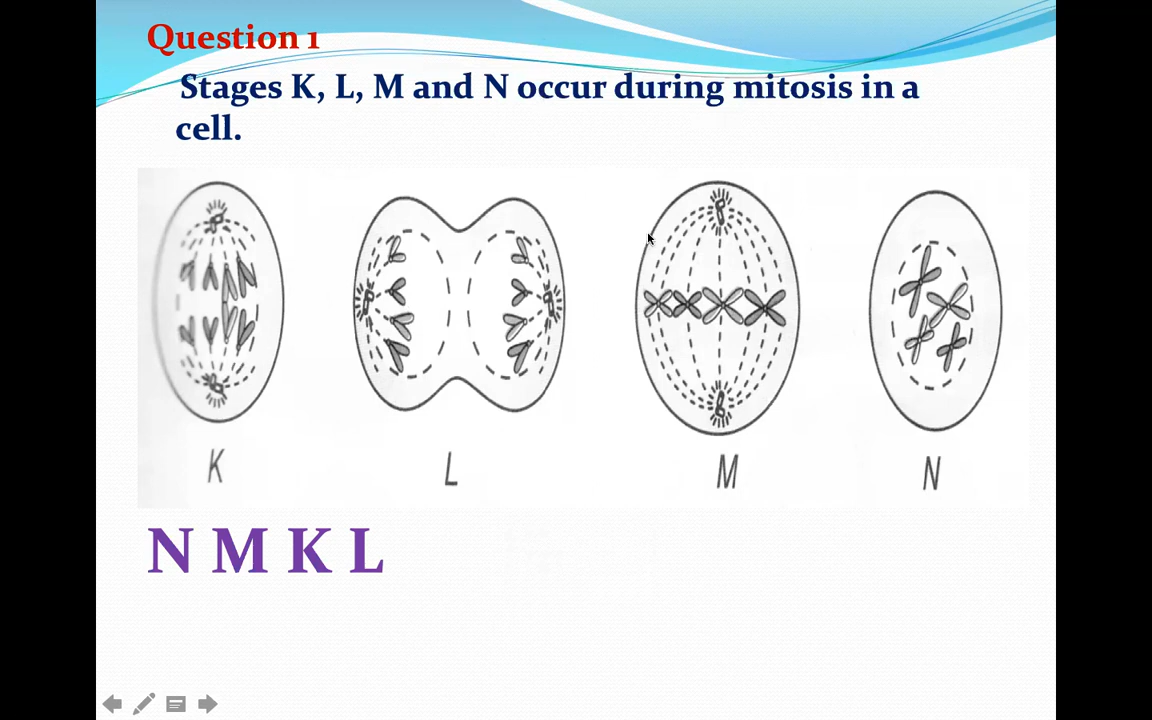 Question 1
Stages K, L, M and N occur during mitosis in a
cell.
K L M N
N M K L